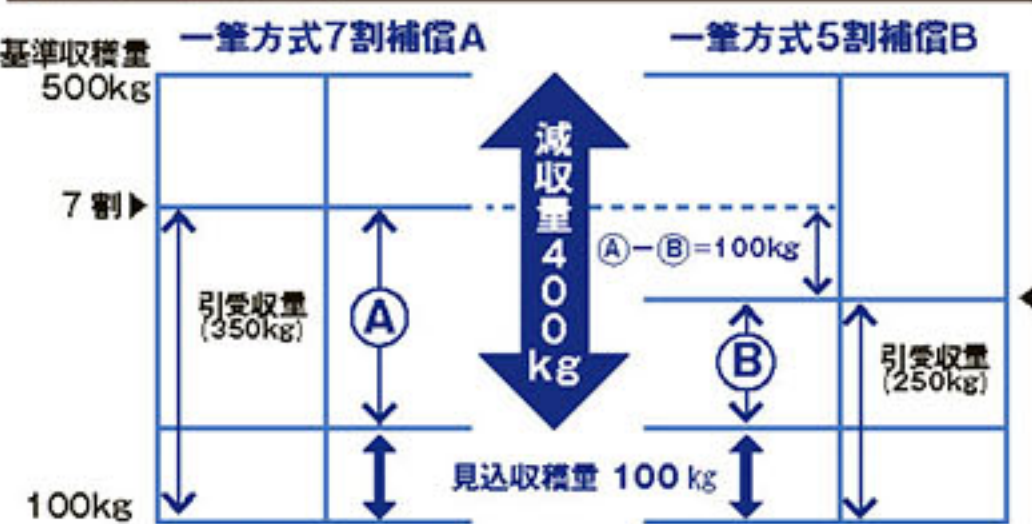 一筆方式7割補償A
一筆方式5割補償B
基準収穫量
500kg
7割▶
減収量400kg
Ⓐ－Ⓑ=100kg
引受収量
(350kg)
Ⓐ
Ⓑ
引受収量
(250kg)
見込収穫量 100kg
100kg